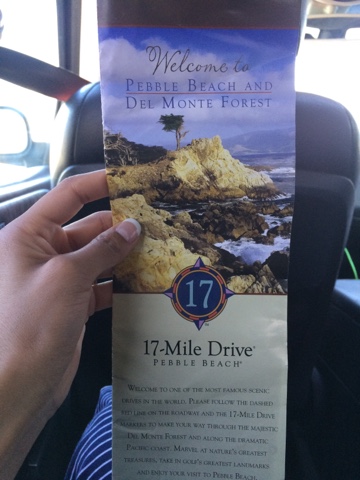 Welcome to
PEBBLE BEACH AND
DEL MONTE FOREST
17
17-Mile Drive®
PEBBLE BEACH®
WELCOME TO ONE OF THE MOST FAMOUS SCENIC
DRIVES IN THE WORLD. PLEASE FOLLOW THE DASHED
RED LINE ON THE ROADWAY AND THE 17-MILE DRIVE
MARKERS TO MAKE YOUR WAY THROUGH THE MAJESTIC
DEL MONTE FOREST AND ALONG THE DRAMATIC
PACIFIC COAST. MARVEL AT NATURE'S GREATEST
TREASURES, TAKE IN GOLF'S GREATEST LANDMARKS
AND ENJOY YOUR VISIT TO PEBBLE BEACH.